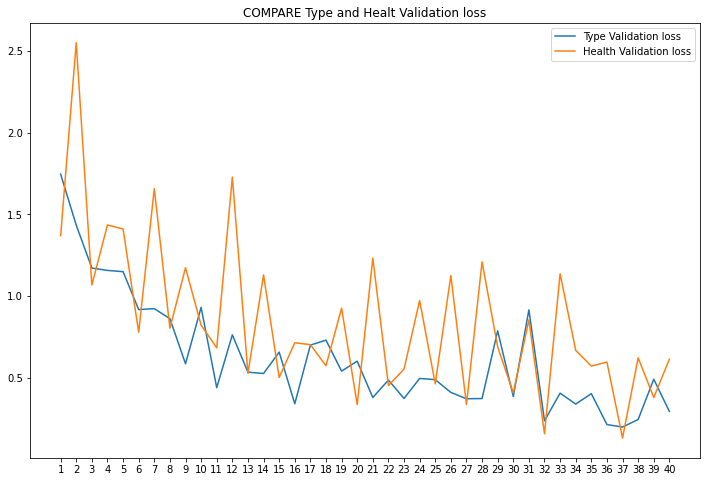 COMPARE Type and Healt Validation loss
Type Validation loss
Health Validation loss
2.5
2.0
1.5
1.0
0.5
1 2 3 4 5 6 7 8 9 10 11 12 13 14 15 16 17 18 19 20 21 22 23 24 25 26 27 28 29 30 31 32 33 34 35 36 37 38 39 40